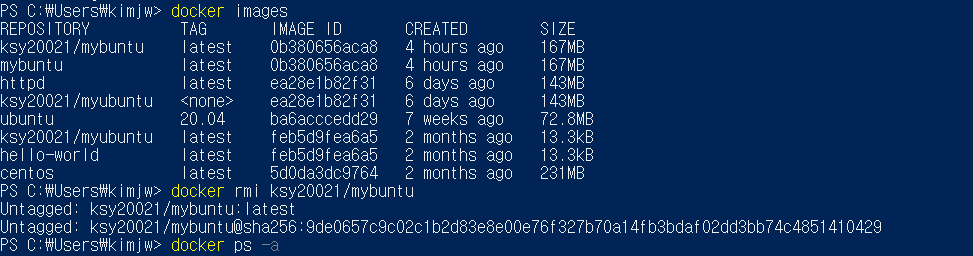 PS C:₩Users₩kimjw> docker images
REPOSITORY TAG IMAGE ID CREATED SIZE
ksy20021/mybuntu latest 0b380656aca8 4 hours ago 167MB
mybuntu latest 0b380656aca8 4 hours ago 167MB
httpd latest ea28e1b82f31 6 days ago 143MB
ksy20021/myubuntu <none> ea28e1b82f31 6 days ago 143MB
ubuntu 20.04 ba6acccedd29 7 weeks ago 72.8MB
ksy20021/myubuntu latest feb5d9fea6a5 2 months ago 13.3kB
hello-world latest feb5d9fea6a5 2 months ago 13.3kB
centos latest 5d0da3dc9764 2 months ago 231MB
PS C:₩Users₩kimjw> docker rmi ksy20021/mybuntu
Untagged: ksy20021/mybuntu:latest
Untagged: ksy20021/mybuntu@sha256:9de0657c9c02c1b2d83e8e00e76f327b70a14fb3bdaf02dd3bb74c4851410429
PS C:₩Users₩kimjw> docker ps -a